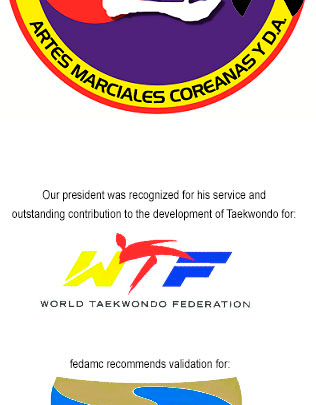 ARTES MARCIALES COREANAS Y D.A.
Our president was recognized for his service and
outstanding contribution to the development of Taekwondo for:
WTF
WORLD TAEKWONDO FEDERATION
fedamc recommends validation for: